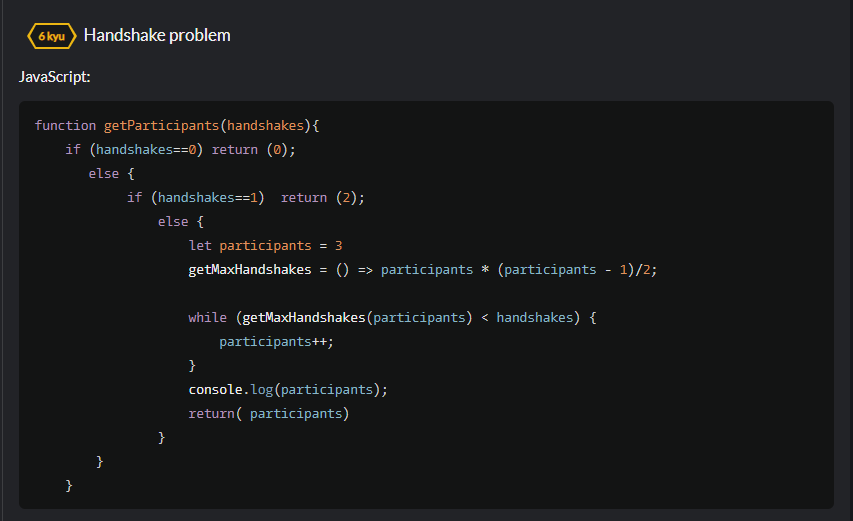 6 kyu Handshake problem
JavaScript:
function getParticipants(handshakes){
    if (handshakes==0) return (0);
       else {
            if (handshakes==1)  return (2);
                else {
                    let participants = 3
                    getMaxHandshakes = () => participants * (participants - 1)/2;

                    while (getMaxHandshakes(participants) < handshakes) {
                        participants++;
                    }
                    console.log(participants);
                    return( participants)
                }
        }
    }